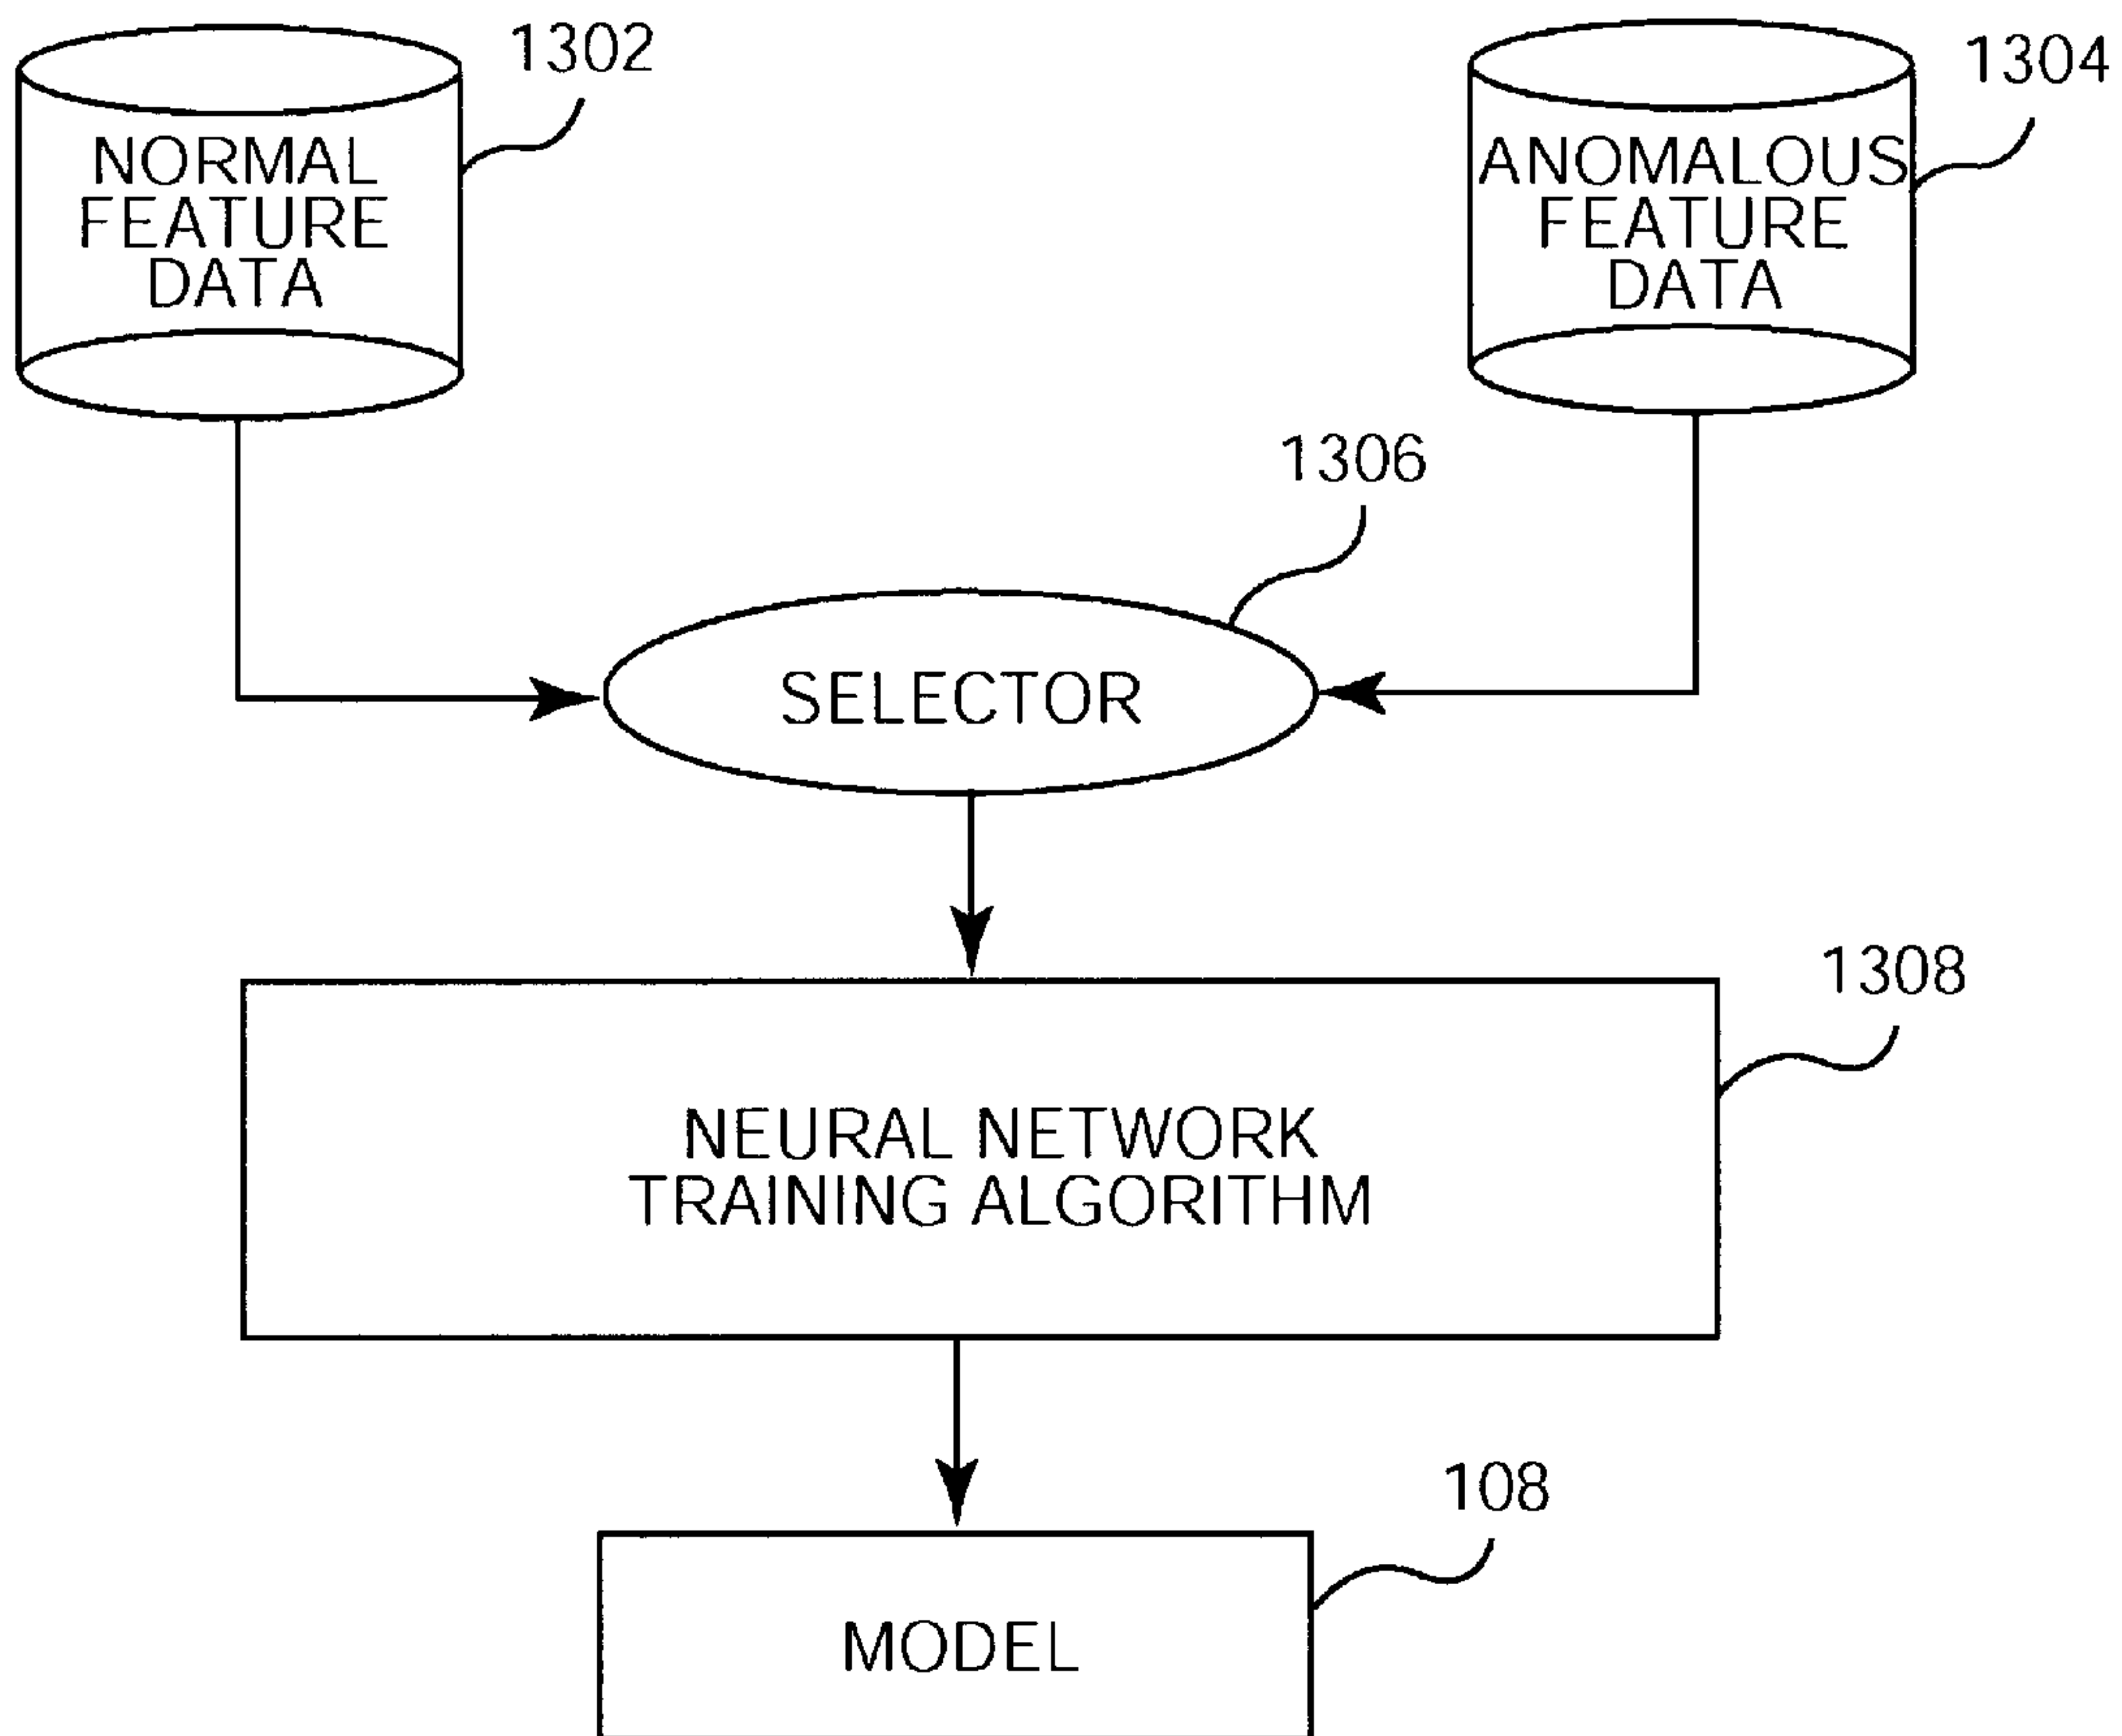 1302
NORMAL
FEATURE
DATA
1304
ANOMALOUS
FEATURE
DATA
1306
SELECTOR
1308
NEURAL NETWORK
TRAINING ALGORITHM
108
MODEL